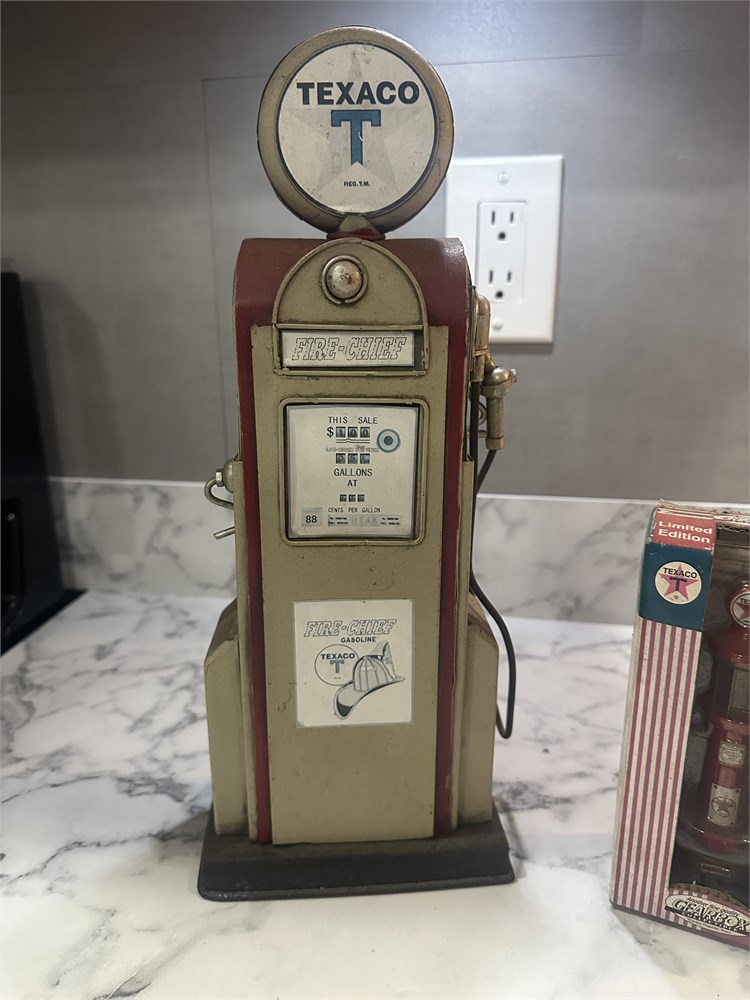 TEXACO
T
REG. T.M.
FIRE-CHIEF
THIS SALE
$
GALLONS
AT
CENTS PER GALLON
88
FIRE-CHIEF
GASOLINE
TEXACO
T
Limited
Edition
TEXACO
T
GEARBOX